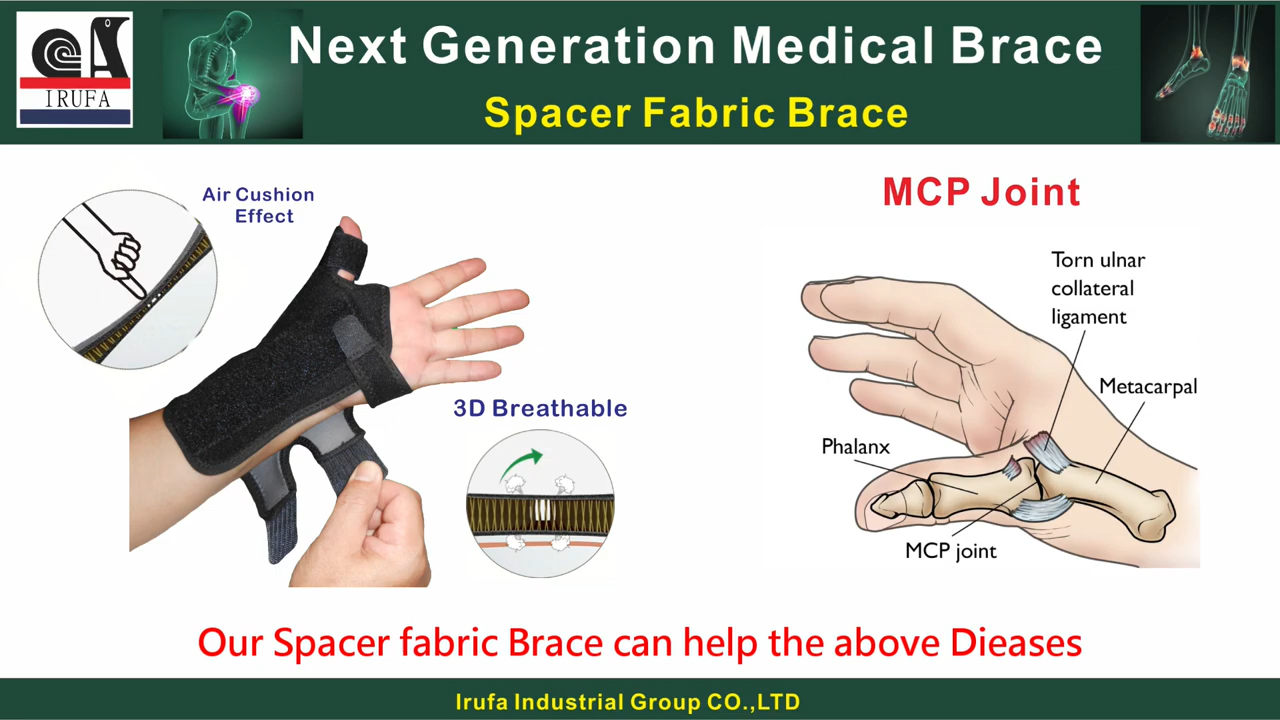 IRUFA
Next Generation Medical Brace
Spacer Fabric Brace
Air Cushion
Effect
3D Breathable
MCP Joint
Torn ulnar
collateral
ligament
Metacarpal
Phalanx
MCP joint
Our Spacer fabric Brace can help the above Dieases
Irufa Industrial Group CO.,LTD